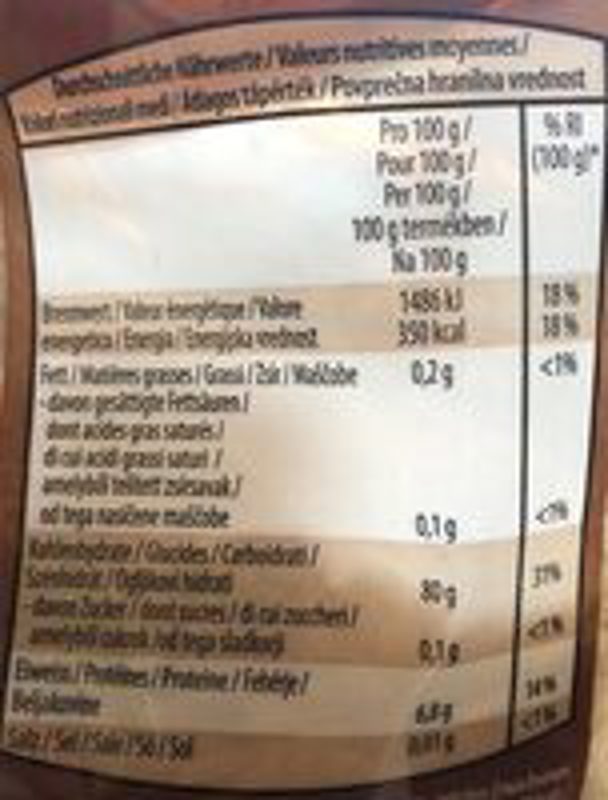 Durchschnittliche Nährwerte / Valeurs nutritives moyennes /
Valori nutrizionali medi / Átlagos tápérték / Povprečna hranilna vrednost
Pro 100 g /
Pour 100 g /
Per 100 g /
100 g termékben /
Na 100 g
% RI
(100 g)*
Brennwert / Valeur énergétique / Valore
energetico / Energia / Energijska vrednost
1486 kJ
350 kcal
18 %
18 %
Fett / Matières grasses / Grassi / Zsír / Maščobe 0,2 g <1%
- davon gesättigte Fettsäuren /
dont acides gras saturés /
di cui acidi grassi saturi /
amelyből telített zsírsavak /
od tega nasičene maščobe 0,1 g <1%
Kohlenhydrate / Glucides / Carboidrati /
Szénhidrát / Ogljikovi hidrati 80 g 31%
- davon Zucker / dont sucres / di cui zuccheri /
amelyből cukrok / od tega sladkorji 0,1 g <1%
Eiweiss / Protéines / Proteine / Fehérje /
Beljakovine 14%
Salz / Sel / Sale / Só / Sol 0,01 g <1%